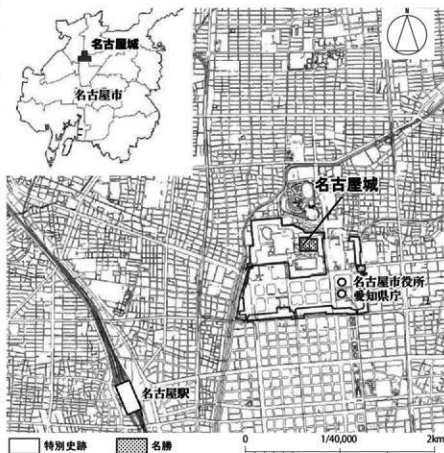 名古屋城
名古屋市
N
名古屋城
名古屋市役所
愛知県庁
名古屋駅
特別史跡
名勝
0
1/40,000
2km